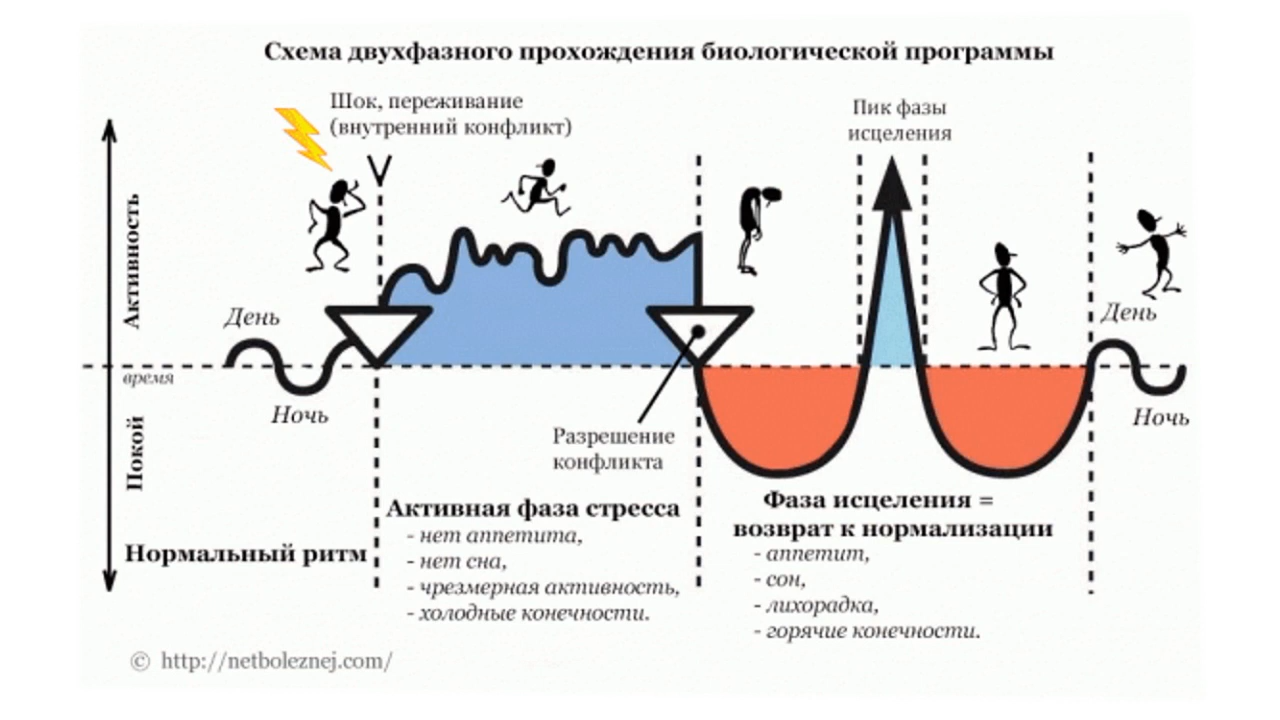 Схема двухфазного прохождения биологической программы
Шок, переживание
(внутренний конфликт)
Пик фазы
исцеления
Активность
День
День
время
Ночь
Ночь
Покой
Разрешение
конфликта
Нормальный ритм
Активная фаза стресса
- нет аппетита,
- нет сна,
- чрезмерная активность,
- холодные конечности.
Фаза исцеления =
возврат к нормализации
- аппетит,
- сон,
- лихорадка,
- горячие конечности.
© http://netboleznej.com/